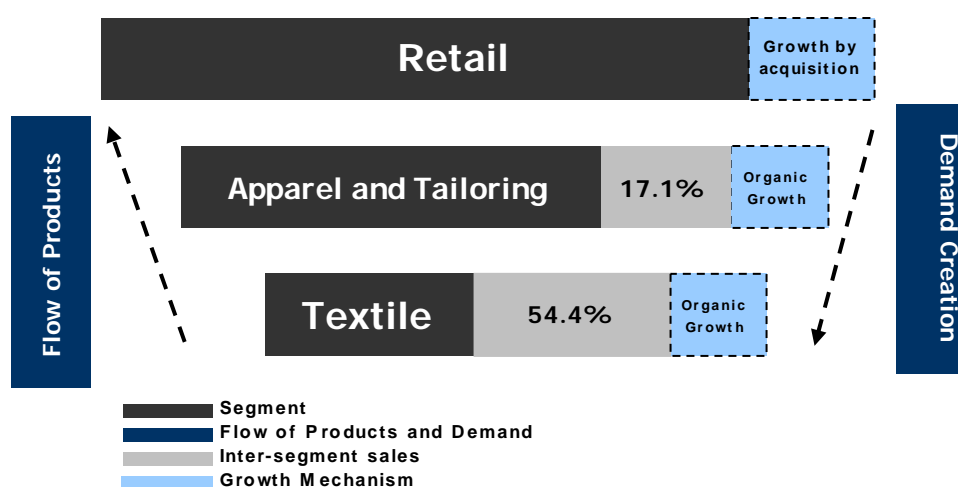 Retail
Growth by
acquisition
Flow of Products
Demand Creation
Apparel and Tailoring
17.1%
Organic
Growth
Textile
54.4%
Organic
Growth
Segment
Flow of Products and Demand
Inter-segment sales
Growth Mechanism